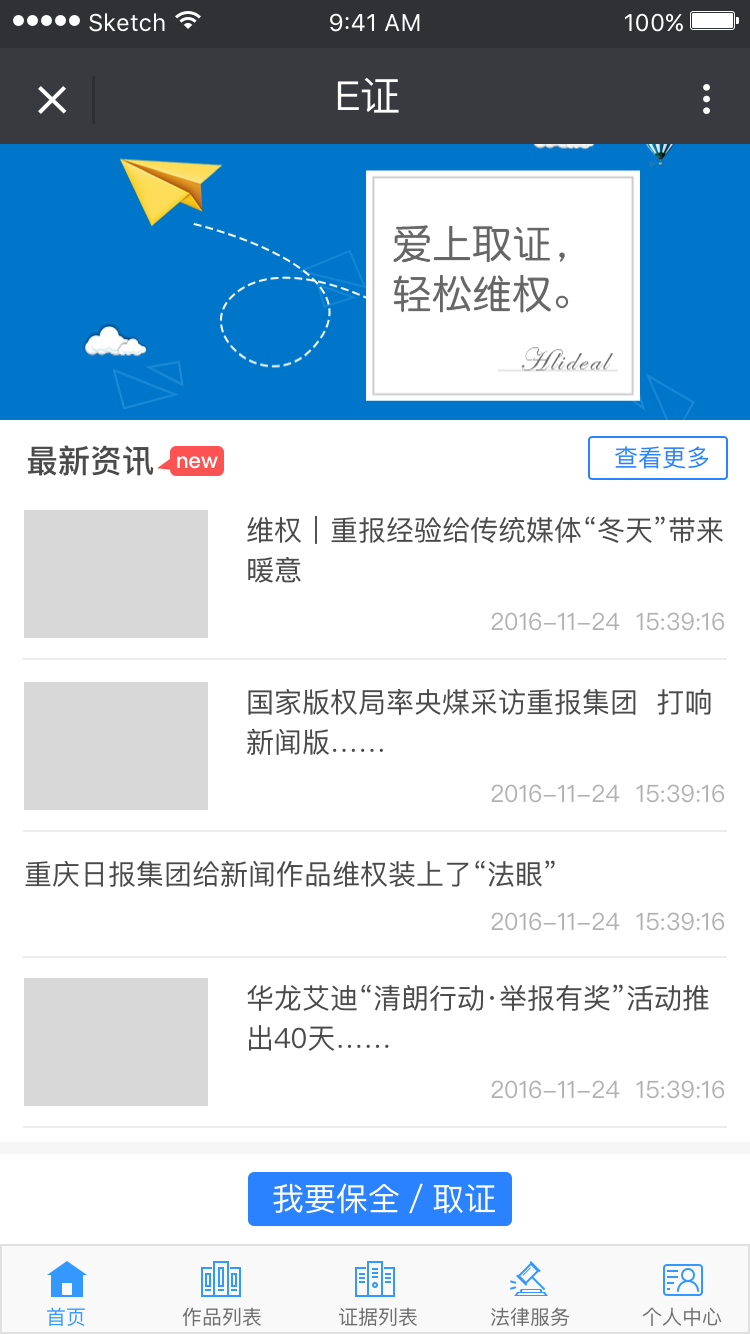 Sketch 9:41 AM 100%
E证
爱上取证，
轻松维权。
Hlideal
最新资讯 new 查看更多
维权｜重报经验给传统媒体“冬天”带来
暖意
2016-11-24 15:39:16
国家版权局率央煤采访重报集团 打响
新闻版……
2016-11-24 15:39:16
重庆日报集团给新闻作品维权装上了“法眼”
2016-11-24 15:39:16
华龙艾迪“清朗行动·举报有奖”活动推
出40天……
2016-11-24 15:39:16
我要保全 / 取证
首页 作品列表 证据列表 法律服务 个人中心